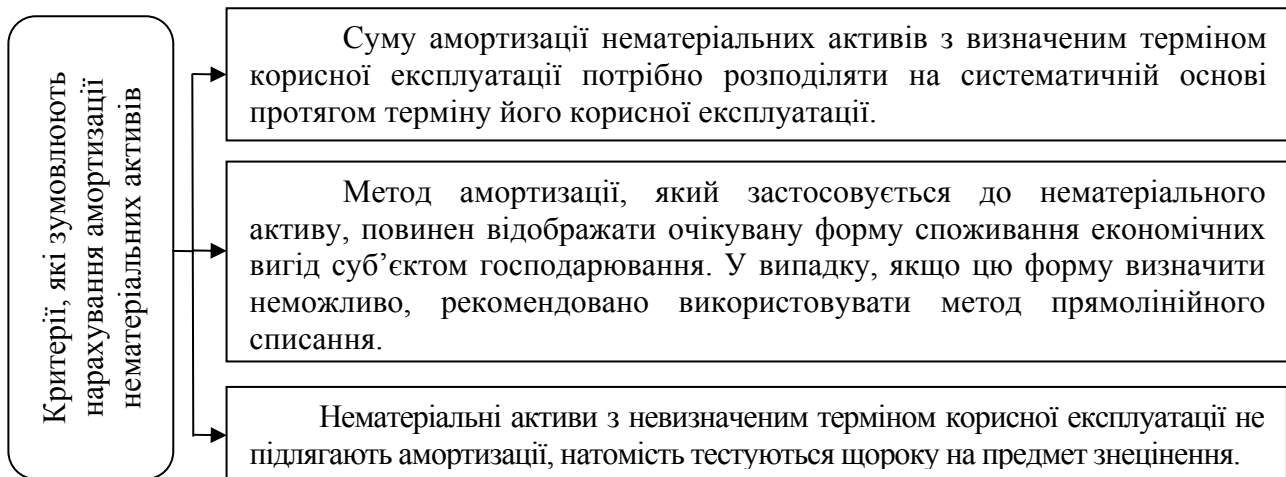 Критерії, які зумовлюють
нарахування амортизації
нематеріальних активів
Суму амортизації нематеріальних активів з визначеним терміном
корисної експлуатації потрібно розподіляти на систематичній основі
протягом терміну його корисної експлуатації.
Метод амортизації, який застосовується до нематеріального
активу, повинен відображати очікувану форму споживання економічних
вигід суб’єктом господарювання. У випадку, якщо цю форму визначити
неможливо, рекомендовано використовувати метод прямолінійного
списання.
Нематеріальні активи з невизначеним терміном корисної експлуатації не
підлягають амортизації, натомість тестуються щороку на предмет знецінення.